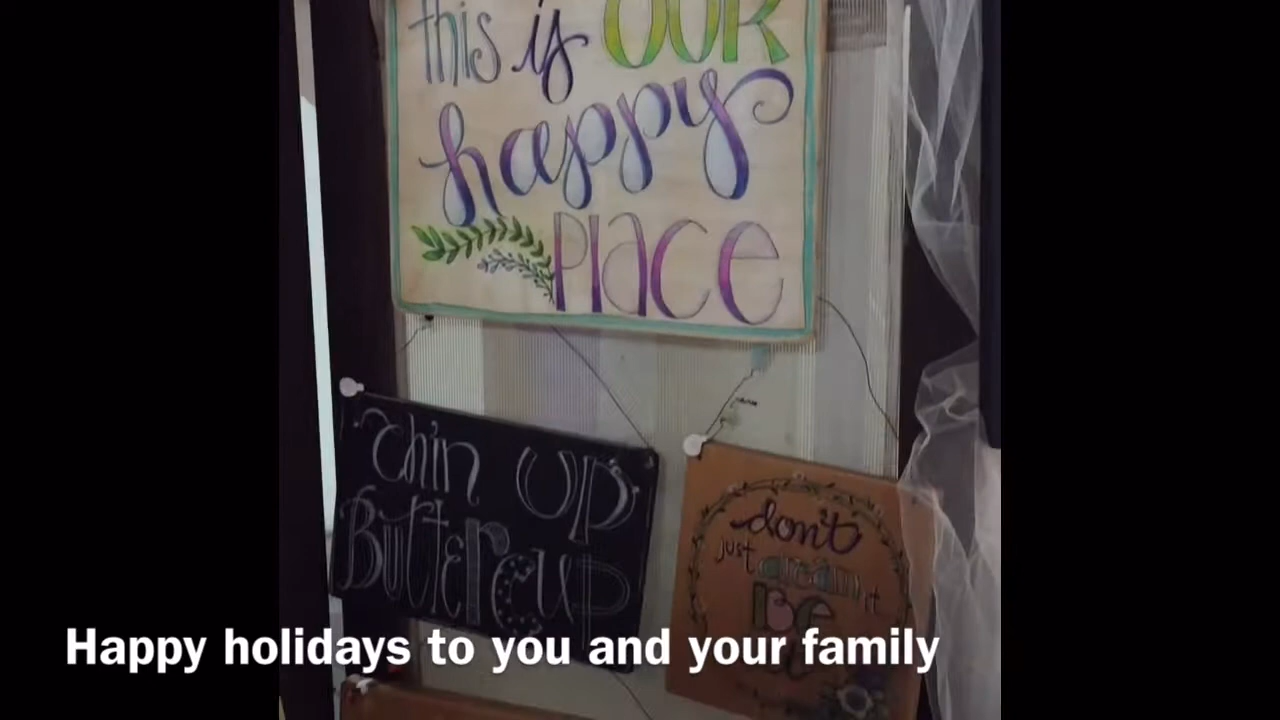 this is OUR
happy
Place
Chin UP
Buttercup
don't
just
it
Be
Happy holidays to you and your family